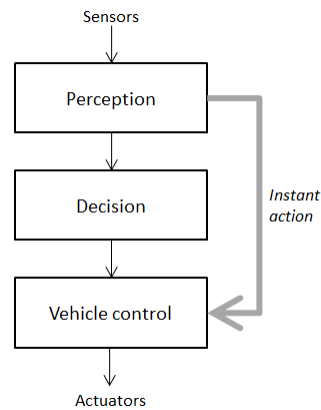 Sensors
Perception
Instant
action
Decision
Vehicle control
Actuators